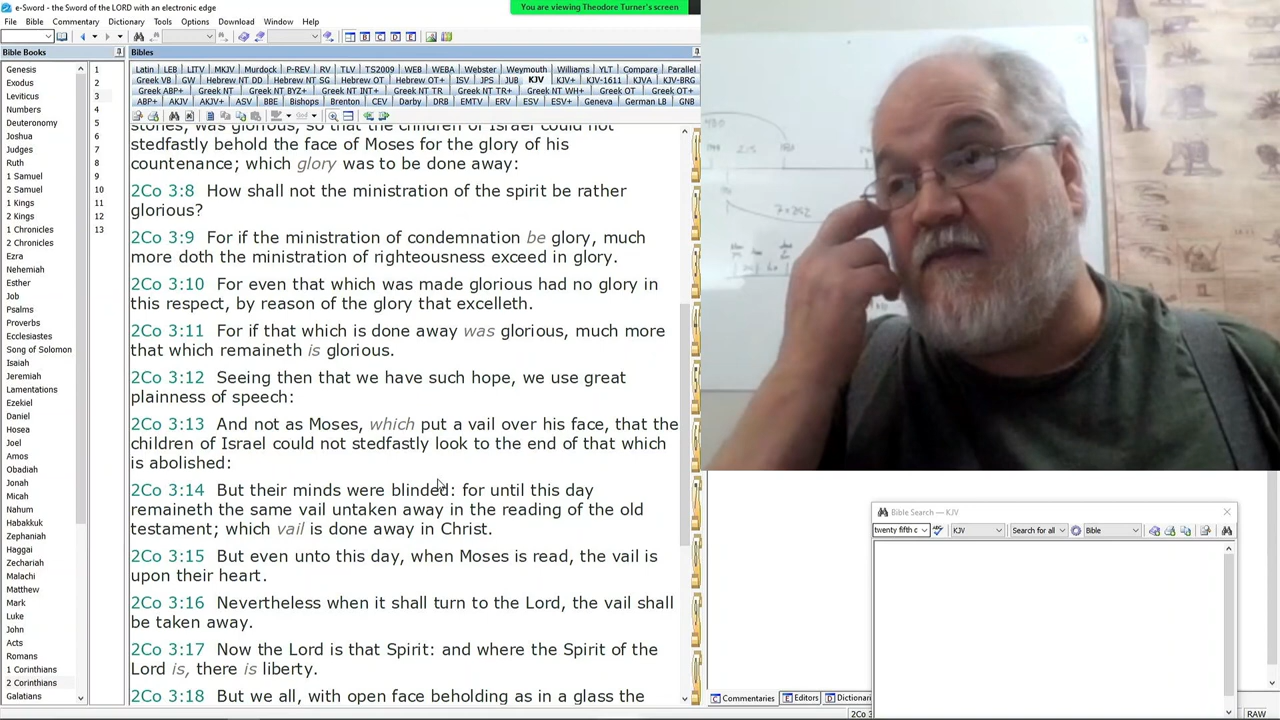 e-Sword - the Sword of the LORD with an electronic edge
You are viewing Theodore Turner's screen
File Bible Commentary Dictionary Tools Options Download Window Help
B C D E
Bible Books
Bibles
Latin LEB LITV MKJV Murdock P-REV RV TLV TS2009 WEB WEBA Webster Weymouth Williams YLT Compare Parallel
Greek VB GW Hebrew NT DD Hebrew NT SG Hebrew OT Hebrew OT+ ISV JPS JUB KJV KJV+ KJV-1611 KJVA KJV-BRG
Greek ABP+ Greek NT Greek NT BYZ+ Greek NT INT+ Greek NT TR Greek NT TR+ Greek NT WH+ Greek OT Greek OT+
ABP+ AKJV AKJV+ ASV BBE Bishops Brenton CEV Darby DRB EMTV ERV ESV ESV+ Geneva German LB GNB
Genesis 1
Exodus 2
Leviticus 3
Numbers 4
Deuteronomy 5
Joshua 6
Judges 7
Ruth 8
1 Samuel 9
2 Samuel 10
1 Kings 11
2 Kings 12
1 Chronicles 13
2 Chronicles
Ezra
Nehemiah
Esther
Job
Psalms
Proverbs
Ecclesiastes
Song of Solomon
Isaiah
Jeremiah
Lamentations
Ezekiel
Daniel
Hosea
Joel
Amos
Obadiah
Jonah
Micah
Nahum
Habakkuk
Zephaniah
Haggai
Zechariah
Malachi
Matthew
Mark
Luke
John
Acts
Romans
1 Corinthians
2 Corinthians
Galatians
stones, was glorious, so that the children of Israel could not
stedfastly behold the face of Moses for the glory of his
countenance; which glory was to be done away:
2Co 3:8 How shall not the ministration of the spirit be rather
glorious?
2Co 3:9 For if the ministration of condemnation be glory, much
more doth the ministration of righteousness exceed in glory.
2Co 3:10 For even that which was made glorious had no glory in
this respect, by reason of the glory that excelleth.
2Co 3:11 For if that which is done away was glorious, much more
that which remaineth is glorious.
2Co 3:12 Seeing then that we have such hope, we use great
plainness of speech:
2Co 3:13 And not as Moses, which put a vail over his face, that the
children of Israel could not stedfastly look to the end of that which
is abolished:
2Co 3:14 But their minds were blinded: for until this day
remaineth the same vail untaken away in the reading of the old
testament; which vail is done away in Christ.
2Co 3:15 But even unto this day, when Moses is read, the vail is
upon their heart.
2Co 3:16 Nevertheless when it shall turn to the Lord, the vail shall
be taken away.
2Co 3:17 Now the Lord is that Spirit: and where the Spirit of the
Lord is, there is liberty.
2Co 3:18 But we all, with open face beholding as in a glass the
Bible Search — KJV
twenty fifth c KJV Search for all Bible
Commentaries Editors Dictionar
2Co 3
RAW